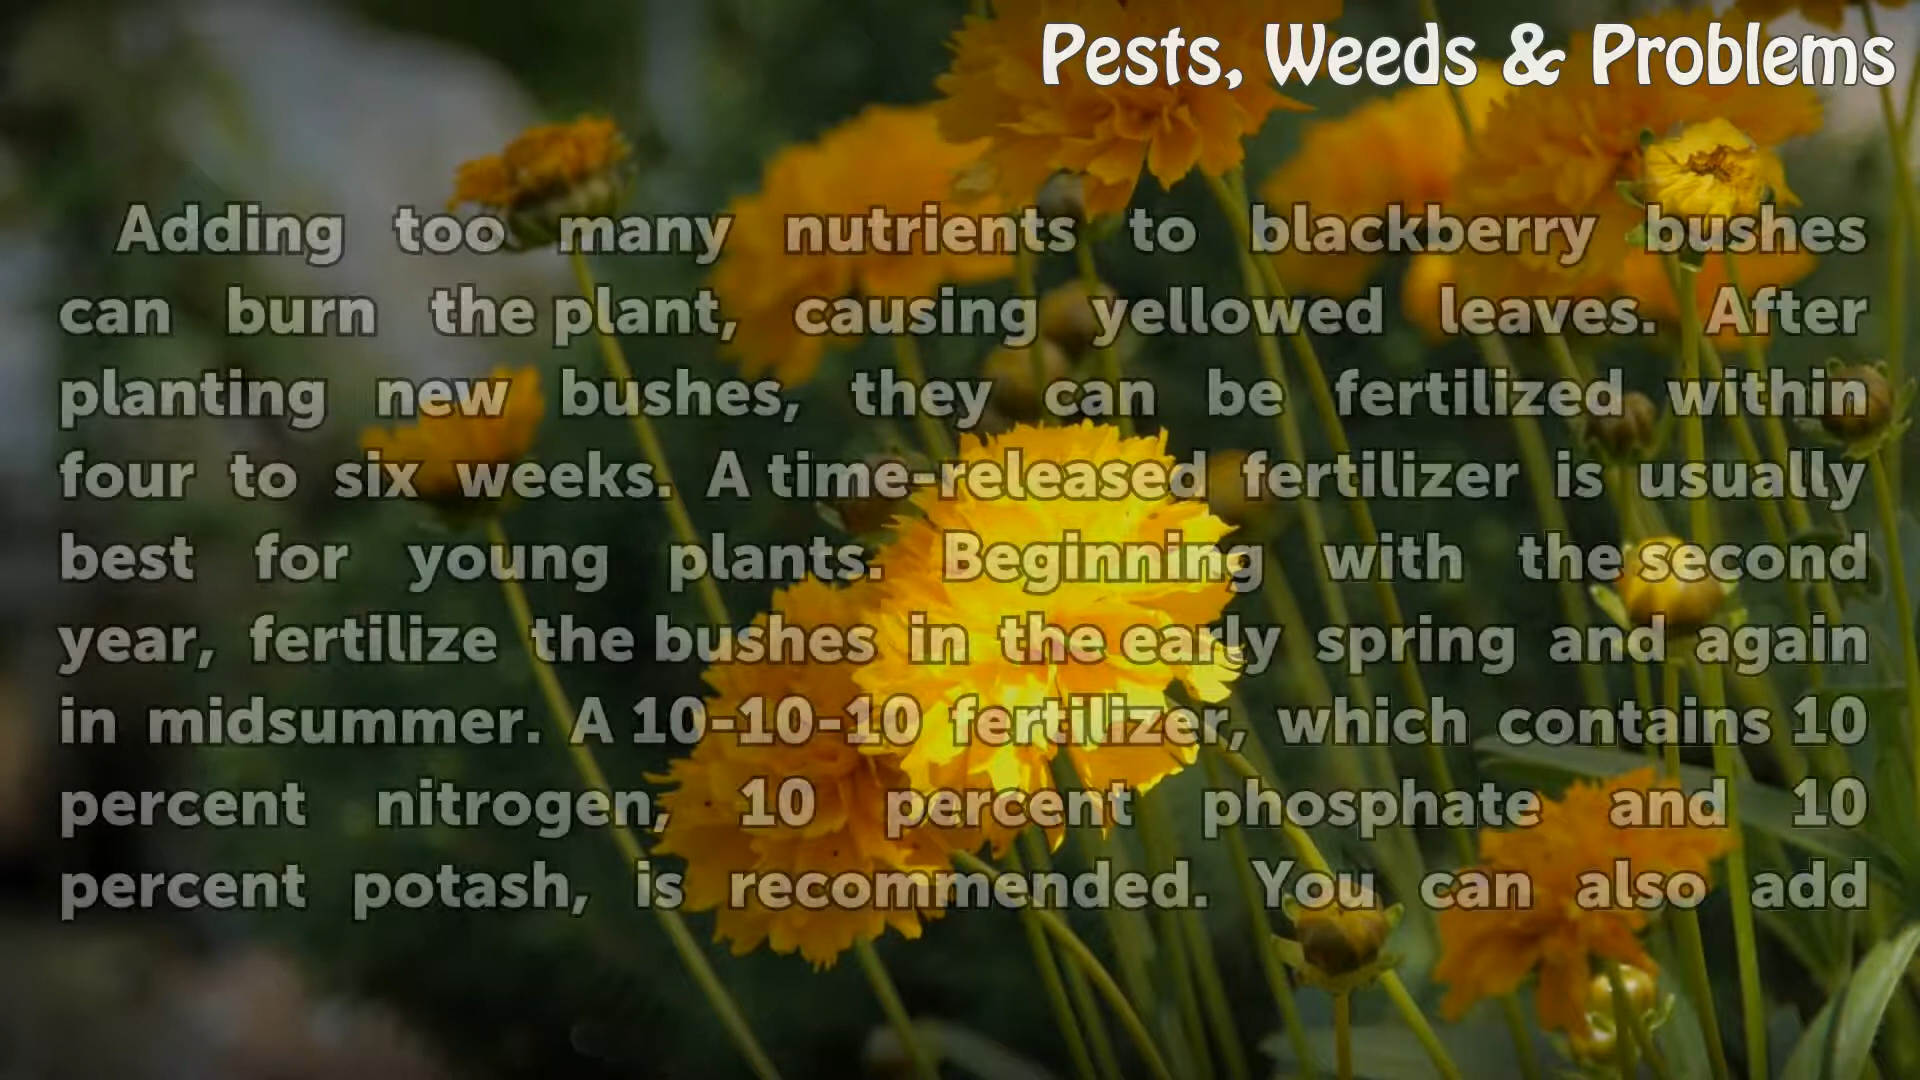 Pests, Weeds & Problems
Adding too many nutrients to blackberry bushes
can burn the plant, causing yellowed leaves. After
planting new bushes, they can be fertilized within
four to six weeks. A time-released fertilizer is usually
best for young plants. Beginning with the second
year, fertilize the bushes in the early spring and again
in midsummer. A 10-10-10 fertilizer, which contains 10
percent nitrogen, 10 percent phosphate and 10
percent potash, is recommended. You can also add